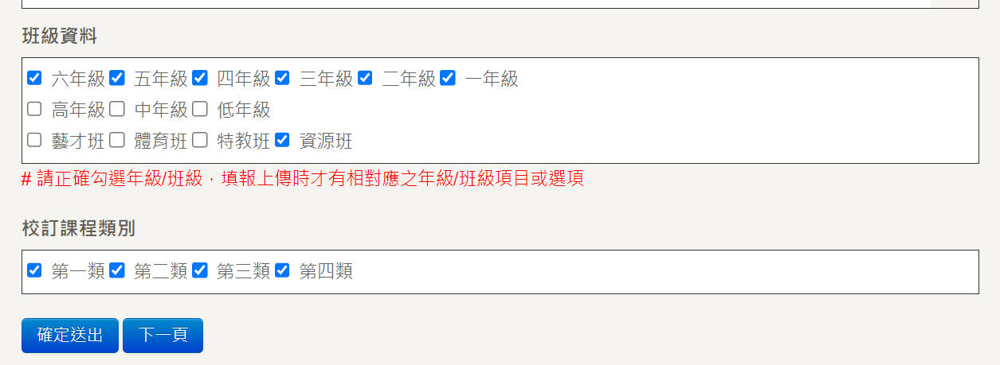 班級資料
六年級 五年級 四年級 三年級 二年級 一年級
高年級 中年級 低年級
藝才班 體育班 特教班 資源班
# 請正確勾選年級/班級，填報上傳時才有相對應之年級/班級項目或選項
校訂課程類別
第一類 第二類 第三類 第四類
確定送出 下一頁